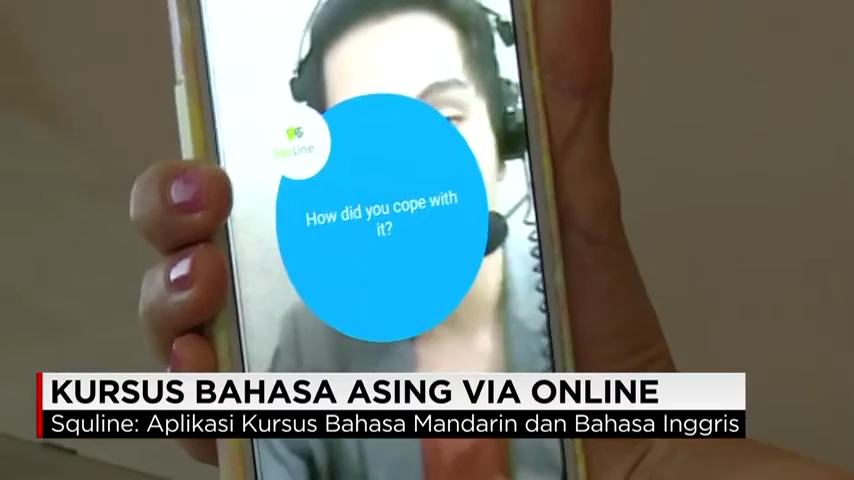 Line
How did you cope with
it?
KURSUS BAHASA ASING VIA ONLINE
Squline: Aplikasi Kursus Bahasa Mandarin dan Bahasa Inggris